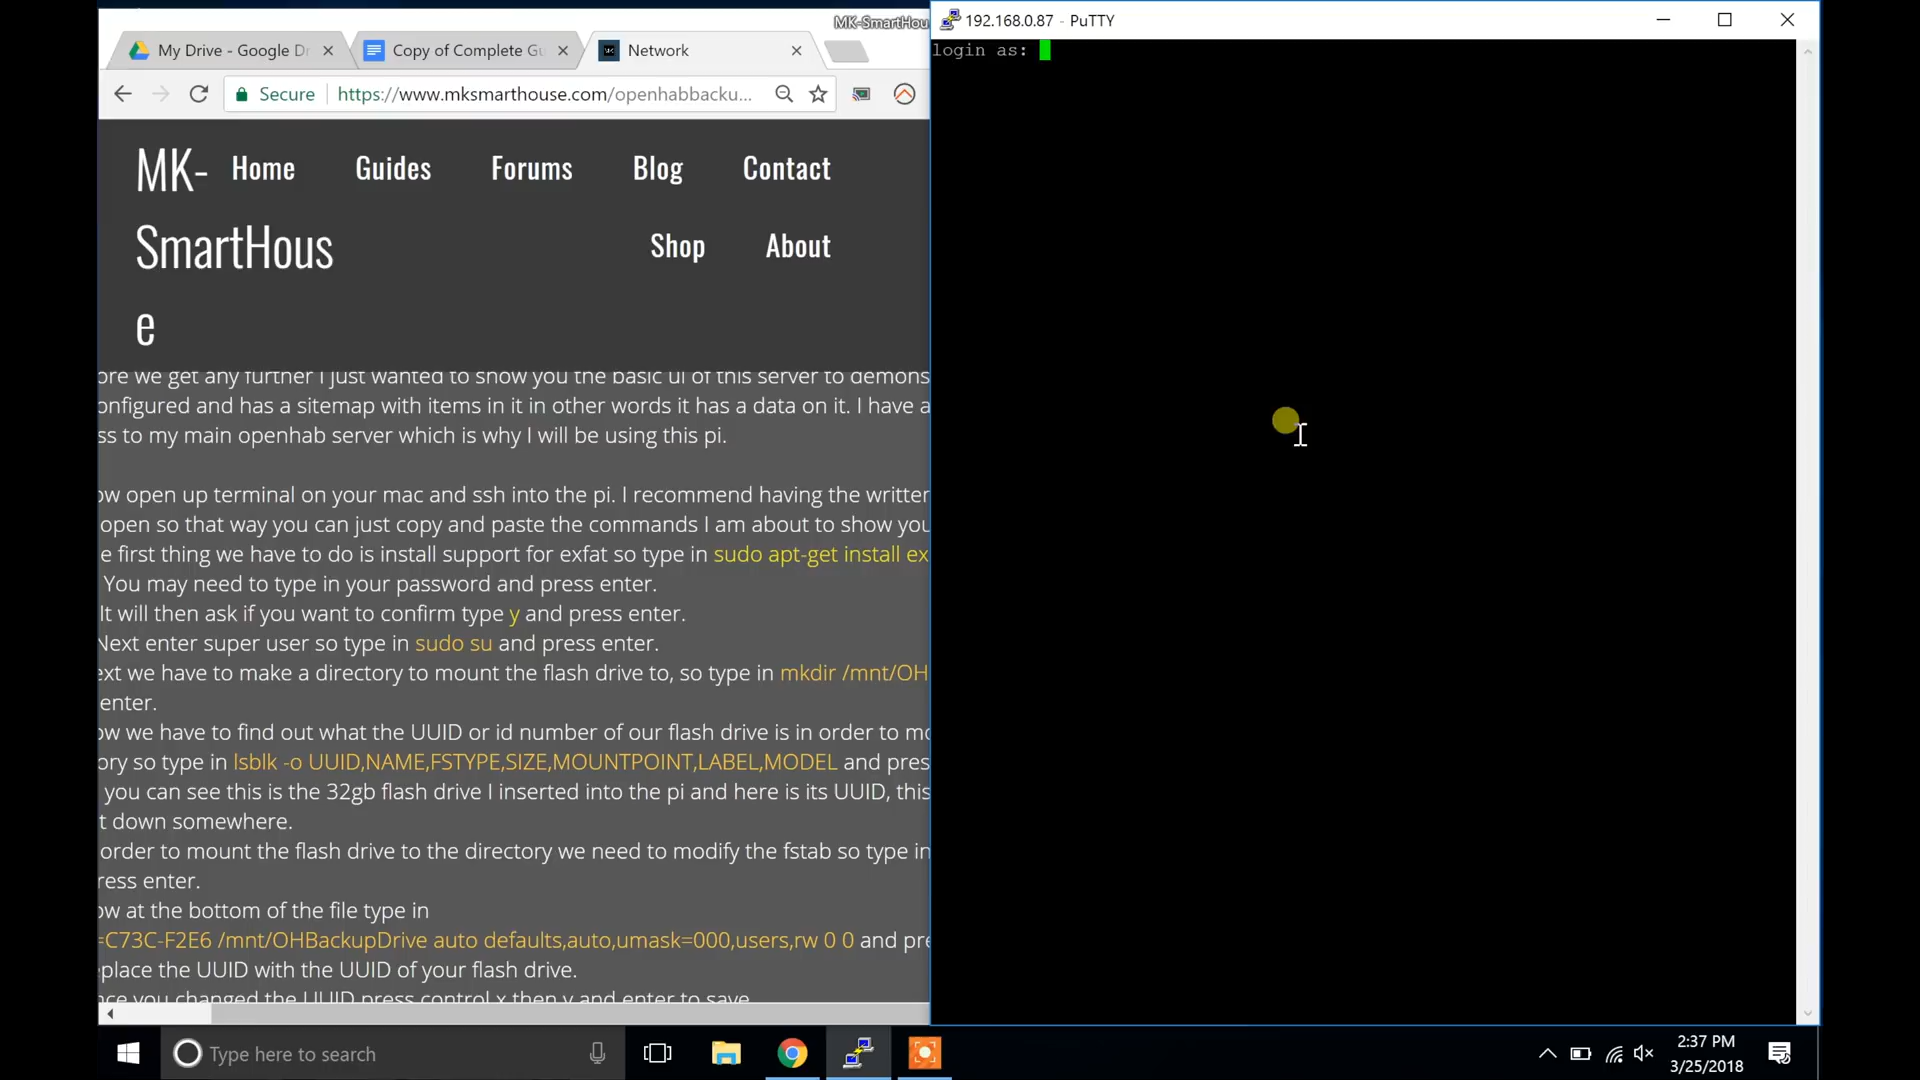 MK-SmartHou
My Drive - Google Dr
Copy of Complete Gu
Network
Secure
https://www.mksmarthouse.com/openhabbacku...
MK-
SmartHous
e
Home Guides Forums Blog Contact
Shop About
ore we get any further I just wanted to show you the basic ui of this server to demons
onfigured and has a sitemap with items in it in other words it has a data on it. I have a
ss to my main openhab server which is why I will be using this pi.
ow open up terminal on your mac and ssh into the pi. I recommend having the written
open so that way you can just copy and paste the commands I am about to show you
e first thing we have to do is install support for exfat so type in sudo apt-get install ex
You may need to type in your password and press enter.
It will then ask if you want to confirm type y and press enter.
Next enter super user so type in sudo su and press enter.
ext we have to make a directory to mount the flash drive to, so type in mkdir /mnt/OH
enter.
ow we have to find out what the UUID or id number of our flash drive is in order to mo
ory so type in lsblk -o UUID,NAME,FSTYPE,SIZE,MOUNTPOINT,LABEL,MODEL and pres
you can see this is the 32gb flash drive I inserted into the pi and here is its UUID, this
t down somewhere.
order to mount the flash drive to the directory we need to modify the fstab so type in
ress enter.
ow at the bottom of the file type in
=C73C-F2E6 /mnt/OHBackupDrive auto defaults,auto,umask=000,users,rw 0 0 and pre
eplace the UUID with the UUID of your flash drive.
nce you changed the UUID press control x then y and enter to save
192.168.0.87 - PuTTY
login as:
Type here to search
2:37 PM
3/25/2018